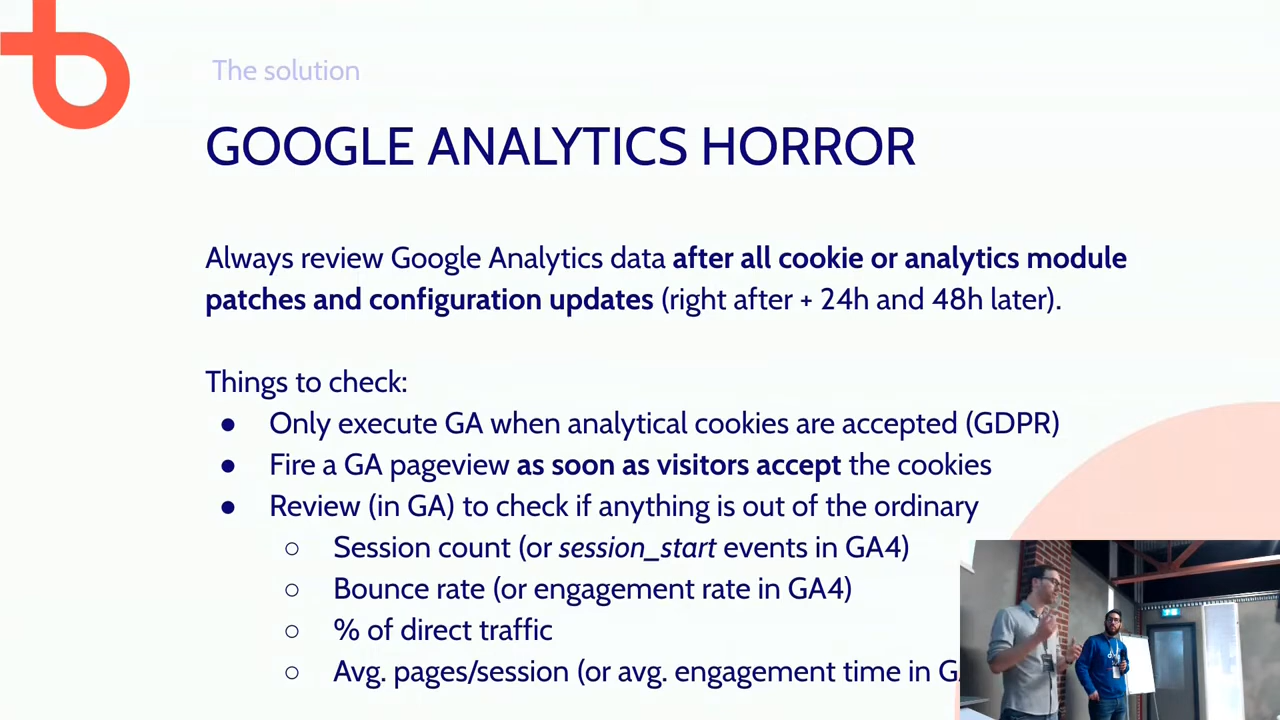 The solution
GOOGLE ANALYTICS HORROR
Always review Google Analytics data after all cookie or analytics module
patches and configuration updates (right after + 24h and 48h later).
Things to check:
● Only execute GA when analytical cookies are accepted (GDPR)
● Fire a GA pageview as soon as visitors accept the cookies
● Review (in GA) to check if anything is out of the ordinary
○ Session count (or session_start events in GA4)
○ Bounce rate (or engagement rate in GA4)
○ % of direct traffic
○ Avg. pages/session (or avg. engagement time in